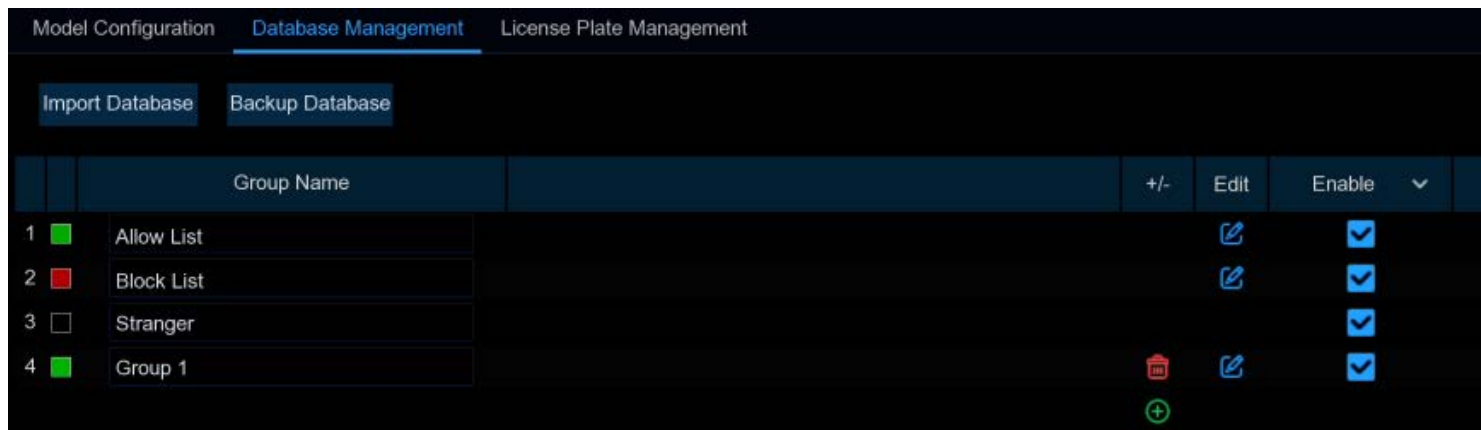 Model Configuration Database Management License Plate Management
Import Database Backup Database
Group Name +/- Edit Enable
1 Allow List
2 Block List
3 Stranger
4 Group 1